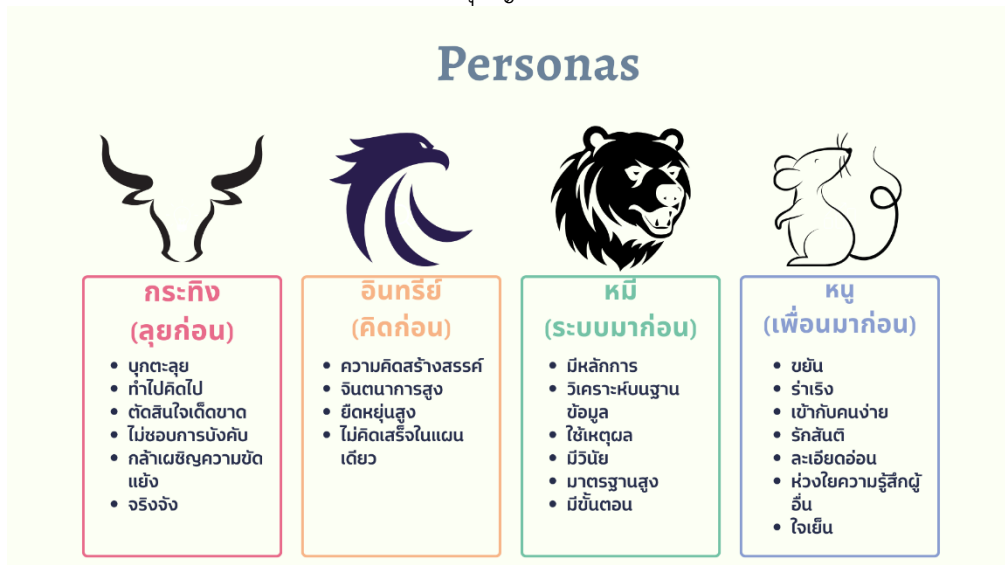 Personas
กระทิง
(ลุยก่อน)
• บุกตะลุย
• ทำไปคิดไป
• ตัดสินใจเด็ดขาด
• ไม่ชอบการบังคับ
• กล้าเผชิญความขัด
แย้ง
• จริงจัง
อินทรีย์
(คิดก่อน)
• ความคิดสร้างสรรค์
• จินตนาการสูง
• ยืดหยุ่นสูง
• ไม่คิดเสร็จในแผน
เดียว
หมี
(ระบบมาก่อน)
• มีหลักการ
• วิเคราะห์บนฐาน
ข้อมูล
• ใช้เหตุผล
• มีวินัย
• มาตรฐานสูง
• มีขั้นตอน
หนู
(เพื่อนมาก่อน)
• ขยัน
• ร่าเริง
• เข้ากับคนง่าย
• รักสันติ
• ละเอียดอ่อน
• ห่วงใยความรู้สึกผู้
อื่น
• ใจเย็น